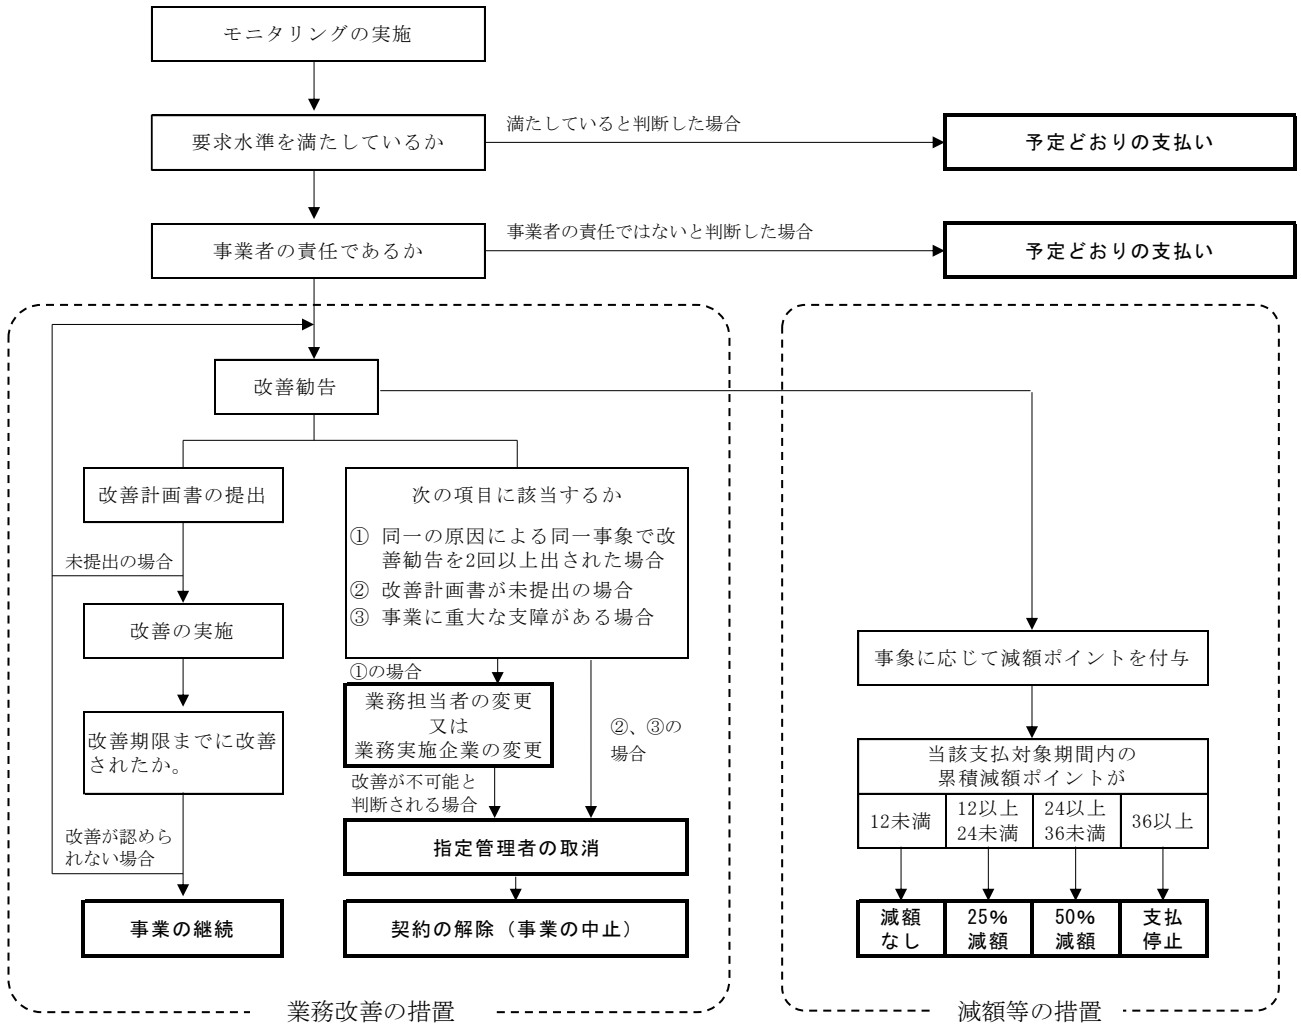 モニタリングの実施
要求水準を満たしているか
満たしていると判断した場合
予定どおりの支払い
事業者の責任であるか
事業者の責任ではないと判断した場合
予定どおりの支払い
改善勧告
改善計画書の提出
未提出の場合
改善の実施
改善期限までに改善
されたか。
改善が認めら
れない場合
事業の継続
次の項目に該当するか
① 同一の原因による同一事象で改
善勧告を2回以上出された場合
② 改善計画書が未提出の場合
③ 事業に重大な支障がある場合
①の場合
業務担当者の変更
又は
業務実施企業の変更
②、③の
場合
改善が不可能と
判断される場合
指定管理者の取消
契約の解除（事業の中止）
業務改善の措置
事象に応じて減額ポイントを付与
当該支払対象期間内の
累積減額ポイントが
12未満
12以上
24未満
24以上
36未満
36以上
減額
なし
25%
減額
50%
減額
支払
停止
減額等の措置